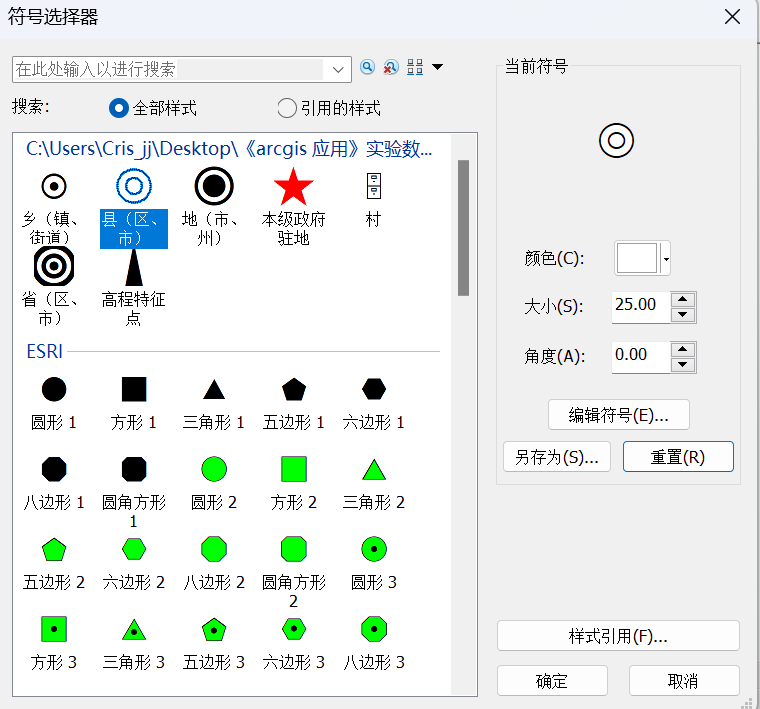 符号选择器
在此处输入以进行搜索
搜索:
全部样式
引用的样式
C:\Users\Cris_jj\Desktop\《arcgis 应用》实验数...
乡（镇、
街道）
县（区、
市）
地（市、
州）
本级政府
驻地
村
省（区、
市）
高程特征
点
ESRI
圆形 1
方形 1
三角形 1
五边形 1
六边形 1
八边形 1
圆角方形
1
圆形 2
方形 2
三角形 2
五边形 2
六边形 2
八边形 2
圆角方形
2
圆形 3
方形 3
三角形 3
五边形 3
六边形 3
八边形 3
当前符号
颜色(C):
大小(S):
25.00
角度(A):
0.00
编辑符号(E)...
另存为(S)...
重置(R)
样式引用(F)...
确定
取消